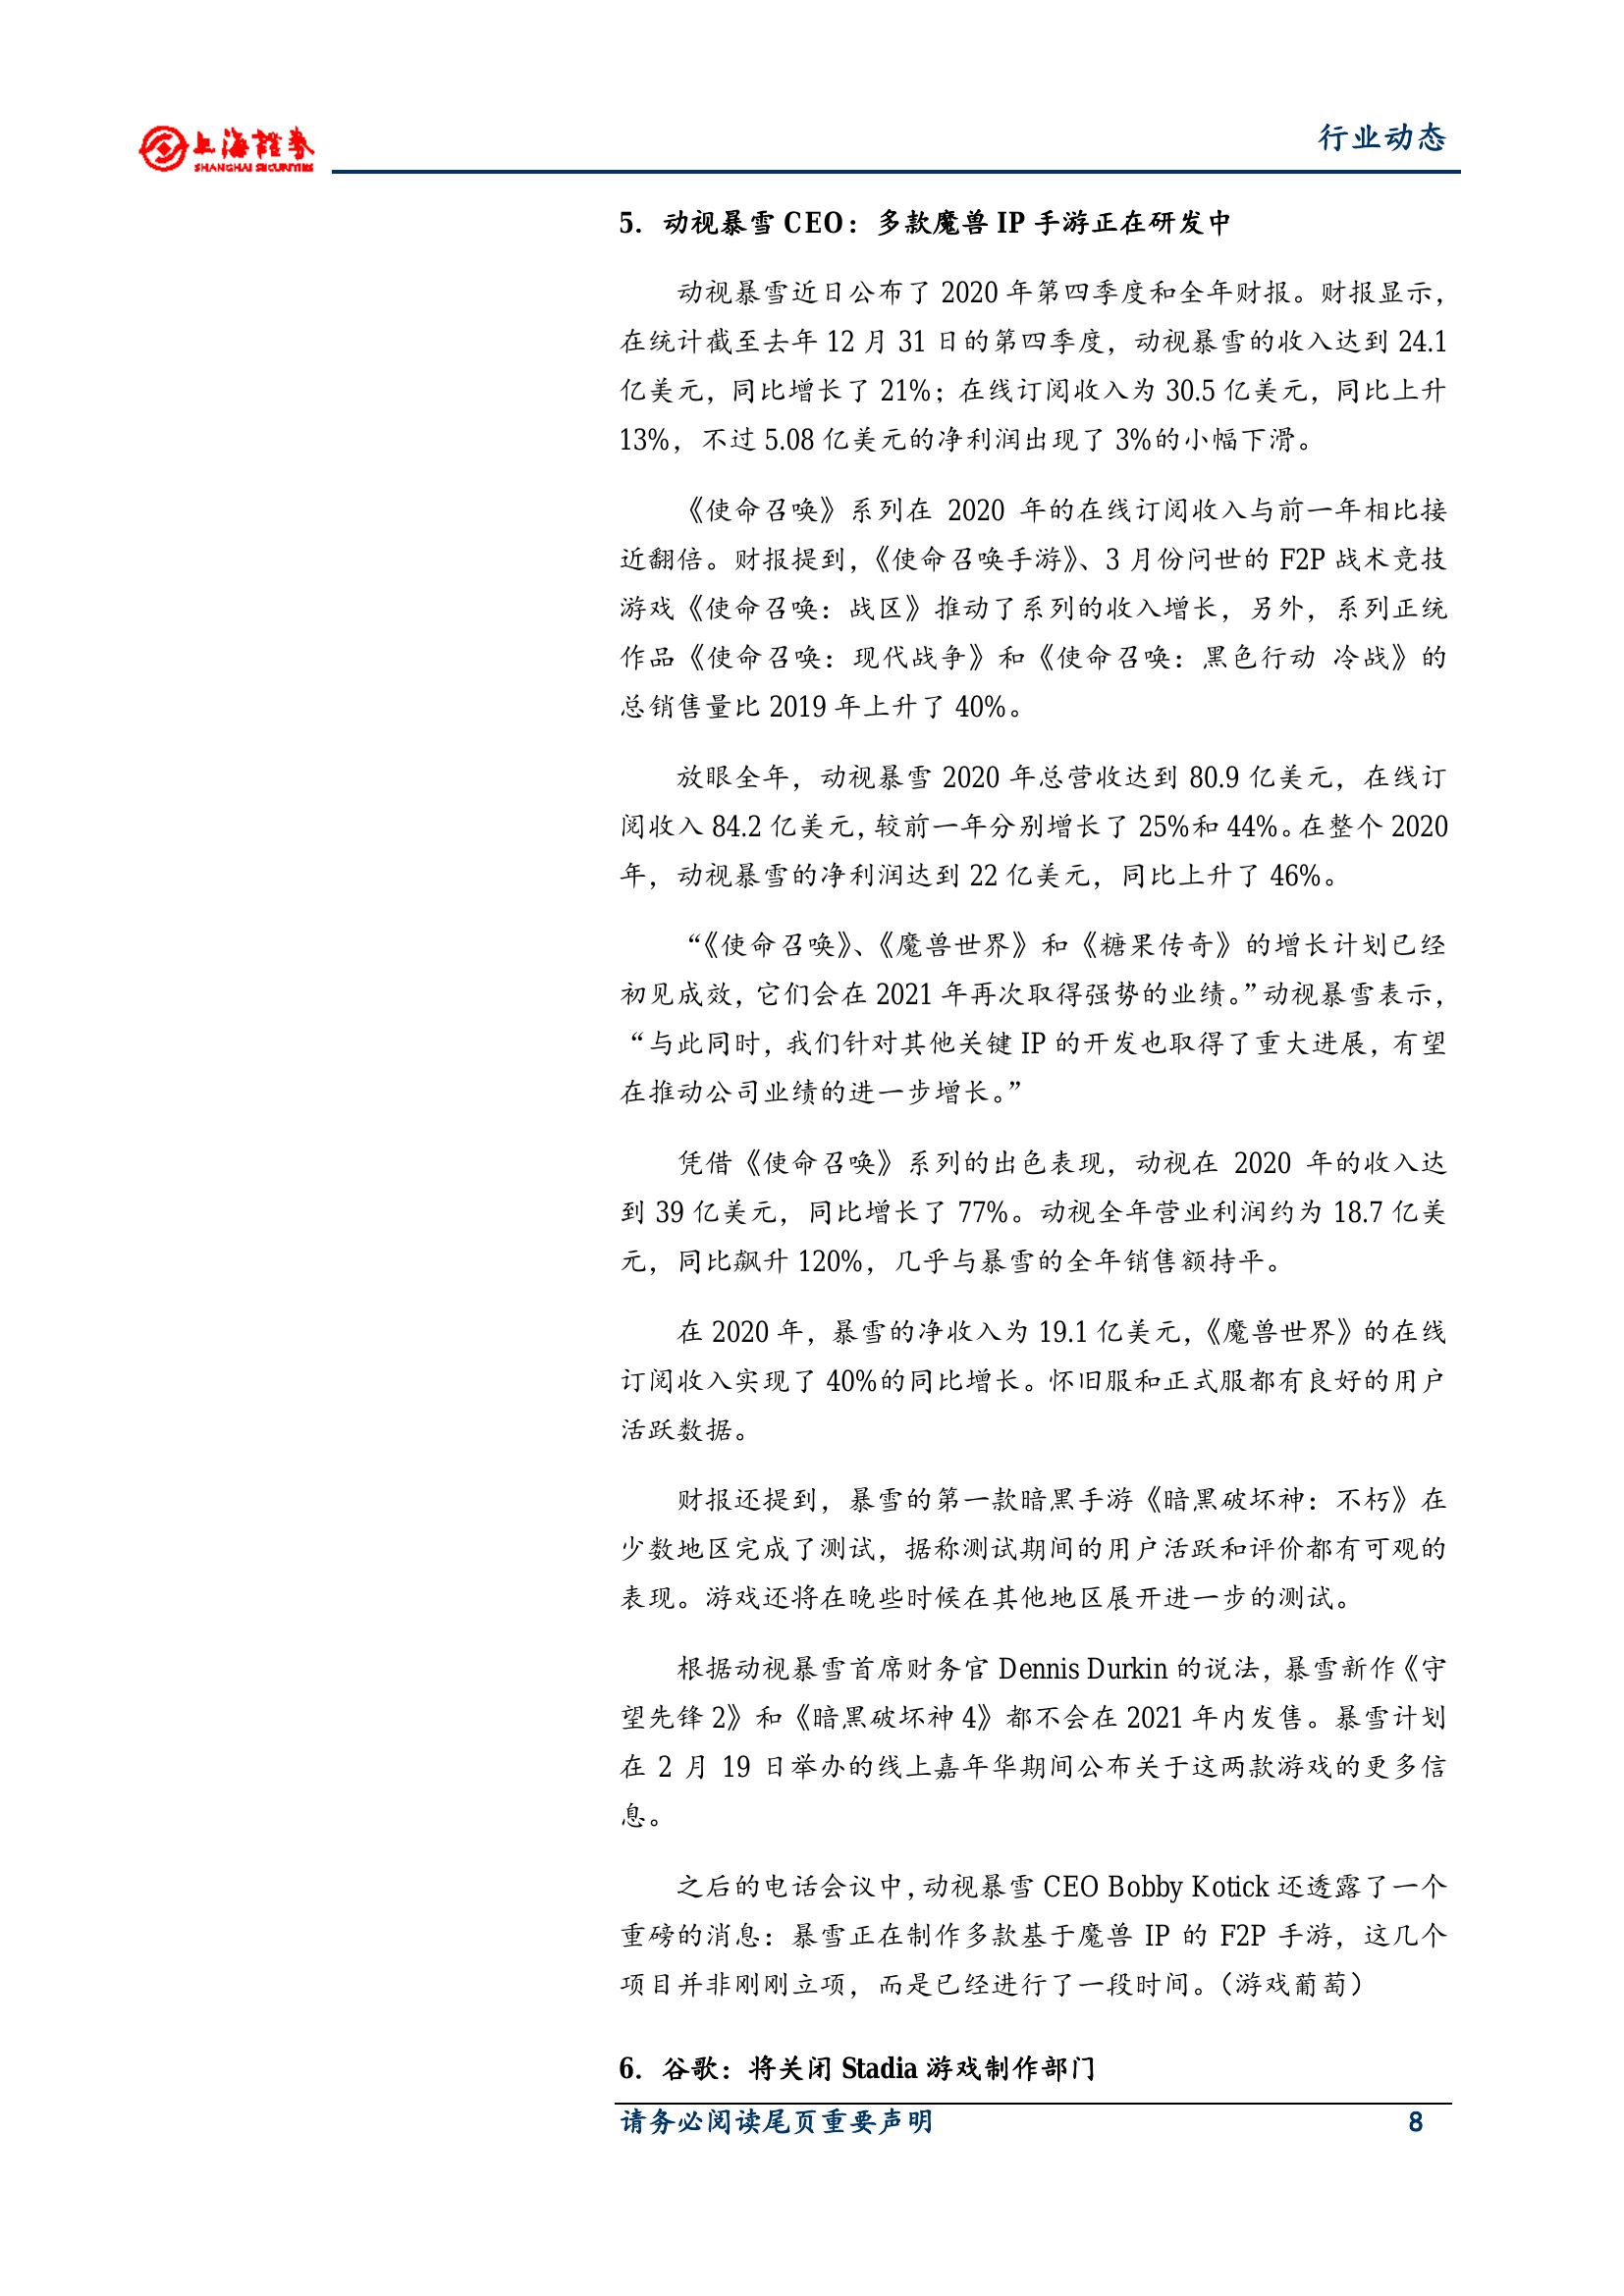 上海證券
SHANGHAI SECURITIES
行业动态
5. 动视暴雪 CEO：多款魔兽 IP 手游正在研发中
动视暴雪近日公布了 2020 年第四季度和全年财报。财报显示，
在统计截至去年 12 月 31 日的第四季度，动视暴雪的收入达到 24.1
亿美元，同比增长了 21%；在线订阅收入为 30.5 亿美元，同比上升
13%，不过 5.08 亿美元的净利润出现了 3%的小幅下滑。
《使命召唤》系列在 2020 年的在线订阅收入与前一年相比接
近翻倍。财报提到，《使命召唤手游》、3 月份问世的 F2P 战术竞技
游戏《使命召唤：战区》推动了系列的收入增长，另外，系列正统
作品《使命召唤：现代战争》和《使命召唤：黑色行动 冷战》的
总销售量比 2019 年上升了 40%。
放眼全年，动视暴雪 2020 年总营收达到 80.9 亿美元，在线订
阅收入 84.2 亿美元，较前一年分别增长了 25%和 44%。在整个 2020
年，动视暴雪的净利润达到 22 亿美元，同比上升了 46%。
“《使命召唤》、《魔兽世界》和《糖果传奇》的增长计划已经
初见成效，它们会在 2021 年再次取得强势的业绩。”动视暴雪表示，
“与此同时，我们针对其他关键 IP 的开发也取得了重大进展，有望
在推动公司业绩的进一步增长。”
凭借《使命召唤》系列的出色表现，动视在 2020 年的收入达
到 39 亿美元，同比增长了 77%。动视全年营业利润约为 18.7 亿美
元，同比飙升 120%，几乎与暴雪的全年销售额持平。
在 2020 年，暴雪的净收入为 19.1 亿美元，《魔兽世界》的在线
订阅收入实现了 40%的同比增长。怀旧服和正式服都有良好的用户
活跃数据。
财报还提到，暴雪的第一款暗黑手游《暗黑破坏神：不朽》在
少数地区完成了测试，据称测试期间的用户活跃和评价都有可观的
表现。游戏还将在晚些时候在其他地区展开进一步的测试。
根据动视暴雪首席财务官 Dennis Durkin 的说法，暴雪新作《守
望先锋 2》和《暗黑破坏神 4》都不会在 2021 年内发售。暴雪计划
在 2 月 19 日举办的线上嘉年华期间公布关于这两款游戏的更多信
息。
之后的电话会议中，动视暴雪 CEO Bobby Kotick 还透露了一个
重磅的消息：暴雪正在制作多款基于魔兽 IP 的 F2P 手游，这几个
项目并非刚刚立项，而是已经进行了一段时间。（游戏葡萄）
6. 谷歌：将关闭 Stadia 游戏制作部门
请务必阅读尾页重要声明 8